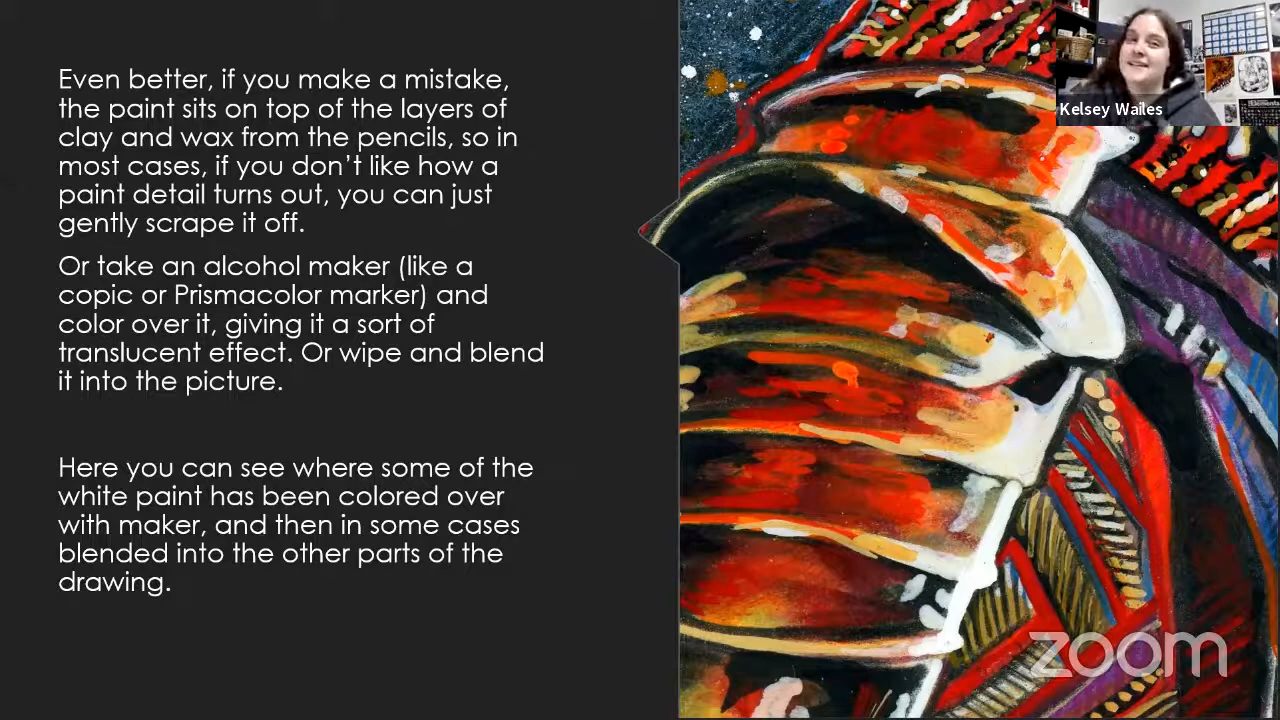 Even better, if you make a mistake,
the paint sits on top of the layers of
clay and wax from the pencils, so in
most cases, if you don’t like how a
paint detail turns out, you can just
gently scrape it off.
Or take an alcohol maker (like a
copic or Prismacolor marker) and
color over it, giving it a sort of
translucent effect. Or wipe and blend
it into the picture.
Here you can see where some of the
white paint has been colored over
with maker, and then in some cases
blended into the other parts of the
drawing.
Kelsey Wailes
zoom